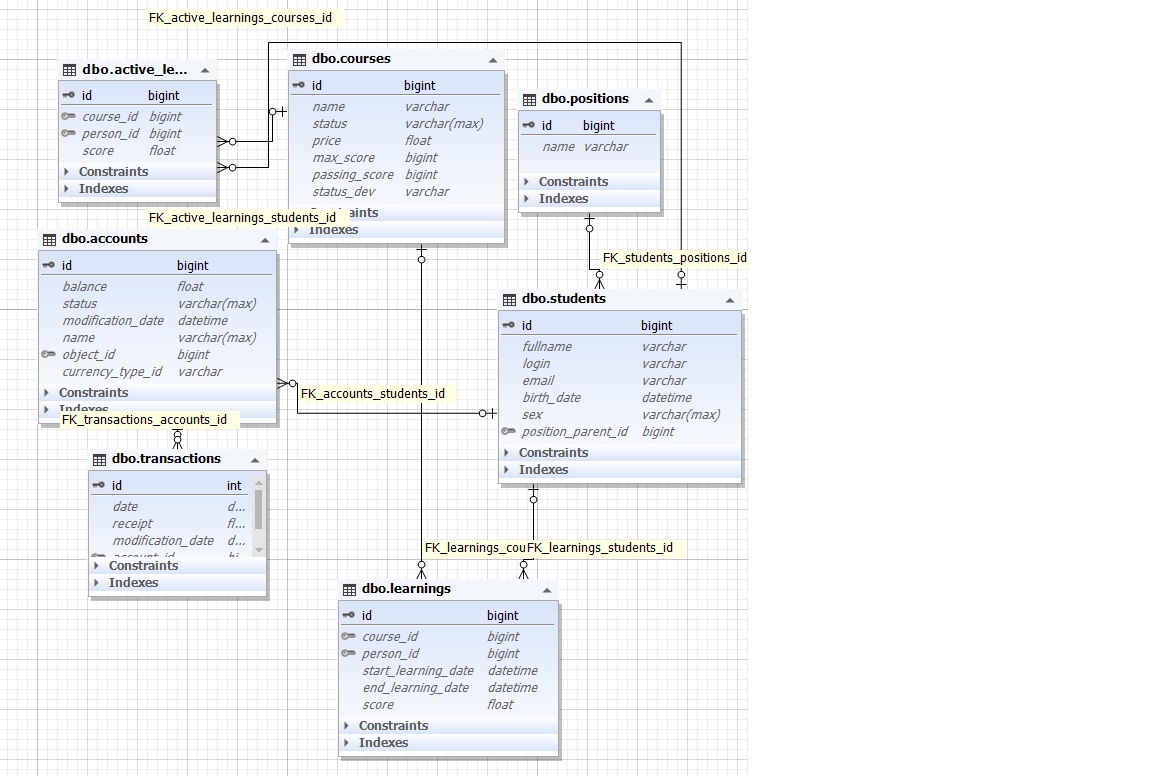 FK_active_learnings_courses_id
dbo.active_le...
id bigint
course_id bigint
person_id bigint
score float
Constraints
Indexes
dbo.courses
id bigint
name varchar
status varchar(max)
price float
max_score bigint
passing_score bigint
status_dev varchar
Indexes
dbo.positions
id bigint
name varchar
Constraints
Indexes
FK_active_learnings_students_id
dbo.accounts
id bigint
balance float
status varchar(max)
modification_date datetime
name varchar(max)
object_id bigint
currency_type_id varchar
Constraints
Indexes
FK_students_positions_id
dbo.students
id bigint
fullname varchar
login varchar
email varchar
birth_date datetime
sex varchar(max)
position_parent_id bigint
Constraints
Indexes
FK_accounts_students_id
FK_transactions_accounts_id
dbo.transactions
id int
date d...
receipt fl...
modification_date d...
account_id bi...
Constraints
Indexes
FK_learnings_cou
FK_learnings_students_id
dbo.learnings
id bigint
course_id bigint
person_id bigint
start_learning_date datetime
end_learning_date datetime
score float
Constraints
Indexes